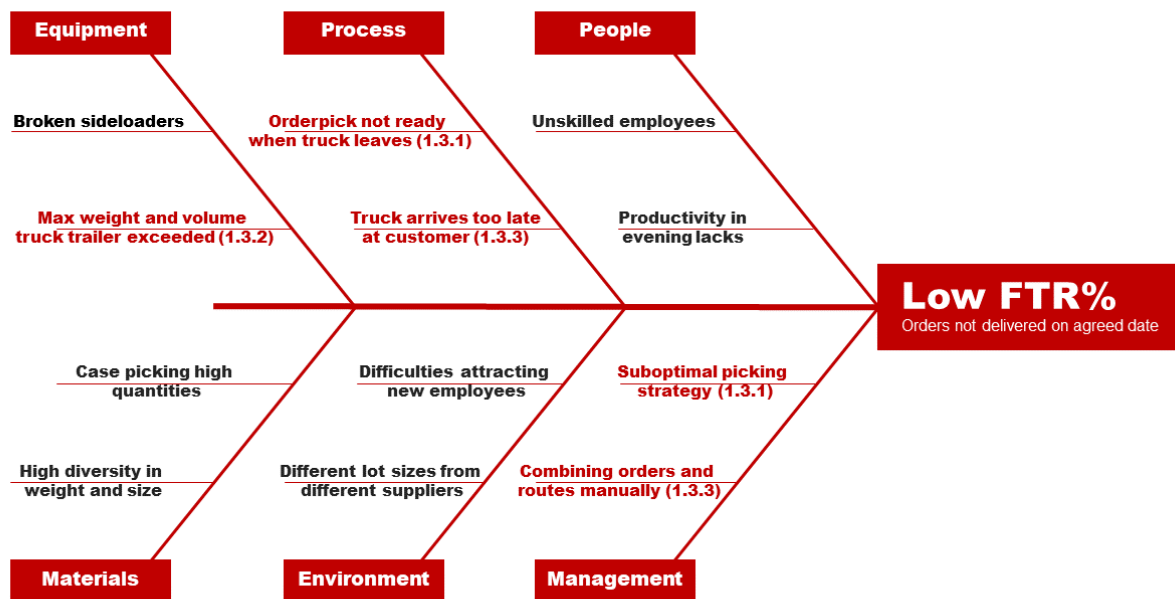 Equipment
Process
People
Broken sideloaders
Orderpick not ready
when truck leaves (1.3.1)
Unskilled employees
Max weight and volume
truck trailer exceeded (1.3.2)
Truck arrives too late
at customer (1.3.3)
Productivity in
evening lacks
Low FTR%
Orders not delivered on agreed date
Case picking high
quantities
Difficulties attracting
new employees
Suboptimal picking
strategy (1.3.1)
High diversity in
weight and size
Different lot sizes from
different suppliers
Combining orders and
routes manually (1.3.3)
Materials
Environment
Management